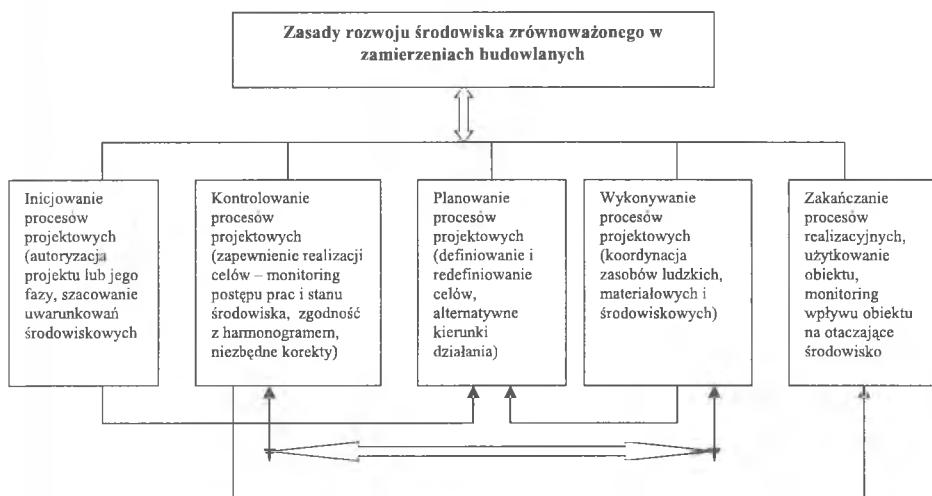 Zasady rozwoju środowiska zrównoważonego w
zamierzeniach budowlanych
Inicjowanie
procesów
projektowych
(autoryzacja
projektu lub jego
fazy, szacowanie
uwarunkowań
środowiskowych
Kontrolowanie
procesów
projektowych
(zapewnienie realizacji
celów – monitoring
postępu prac i stanu
środowiska, zgodność
z harmonogramem,
niezbędne korekty)
Planowanie
procesów
projektowych
(definiowanie i
redefiniowanie
celów,
alternatywne
kierunki
działania)
Wykonywanie
procesów
projektowych
(koordynacja
zasobów ludzkich,
materiałowych i
środowiskowych)
Zakańczanie
procesów
realizacyjnych,
użytkowanie
obiektu,
monitoring
wpływu obiektu
na otaczające
środowisko